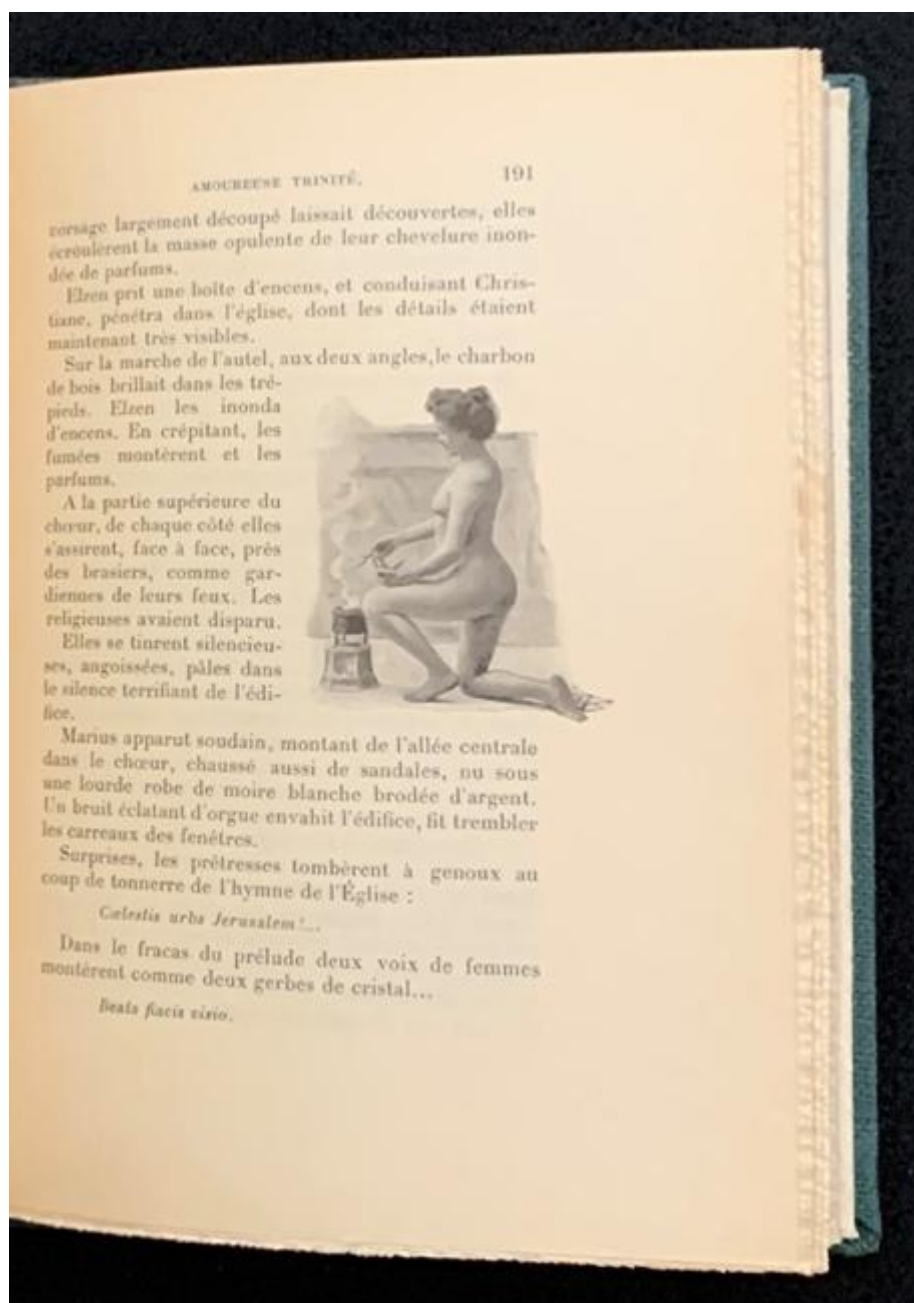 AMOUREUSE TRINITÉ.
191
corsage largement découpé laissait découvertes, elles
écroulèrent la masse opulente de leur chevelure inon-
dée de parfums.
Elzen prit une boîte d'encens, et conduisant Chris-
tiane, pénétra dans l'église, dont les détails étaient
maintenant très visibles.
Sur la marche de l'autel, aux deux angles, le charbon
de bois brillait dans les tré-
pieds. Elzen les inonda
d'encens. En crépitant, les
fumées montèrent et les
parfums.
A la partie supérieure du
chœur, de chaque côté elles
s'assirent, face à face, près
des brasiers, comme gar-
diennes de leurs feux. Les
religieuses avaient disparu.
Elles se tinrent silencieu-
ses, angoissées, pâles dans
le silence terrifiant de l'édi-
fice.
Marius apparut soudain, montant de l'allée centrale
dans le chœur, chaussé aussi de sandales, nu sous
une lourde robe de moire blanche brodée d'argent.
Un bruit éclatant d'orgue envahit l'édifice, fit trembler
les carreaux des fenêtres.
Surprises, les prêtresses tombèrent à genoux au
coup de tonnerre de l'hymne de l'Église :
Cælestis urbs Jerusalem !...
Dans le fracas du prélude deux voix de femmes
montèrent comme deux gerbes de cristal...
Beata pacis visio.